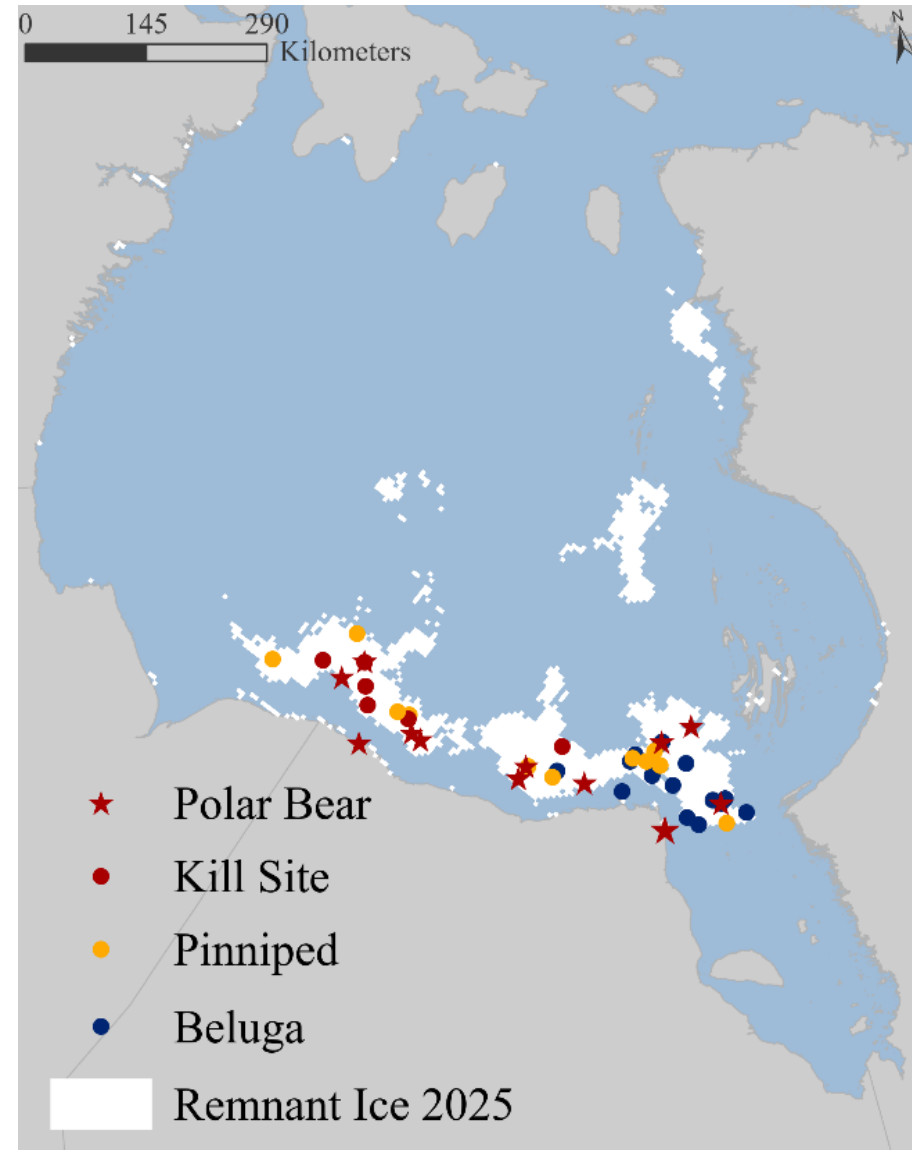 0 145 290
Kilometers
N
Polar Bear
Kill Site
Pinniped
Beluga
Remnant Ice 2025